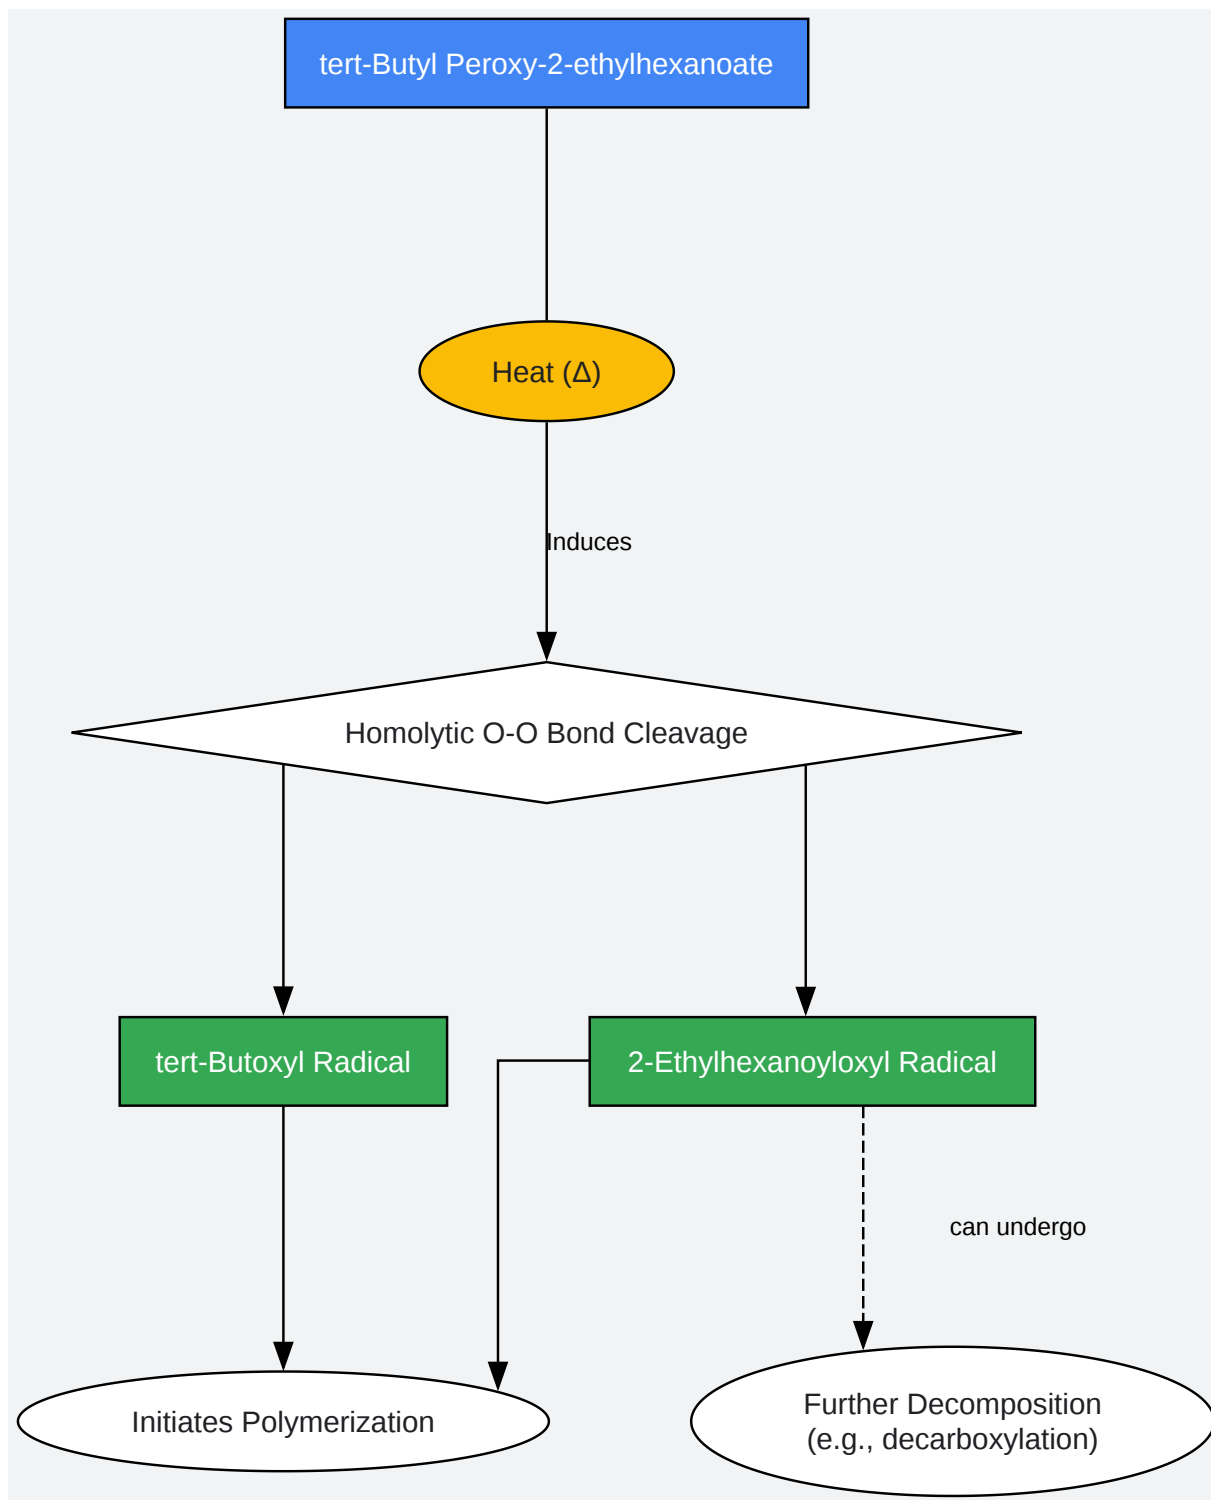 tert-Butyl Peroxy-2-ethylhexanoate
Heat (Δ)
Induces
Homolytic O-O Bond Cleavage
tert-Butoxyl Radical
2-Ethylhexanoyloxyl Radical
can undergo
Initiates Polymerization
Further Decomposition
(e.g., decarboxylation)